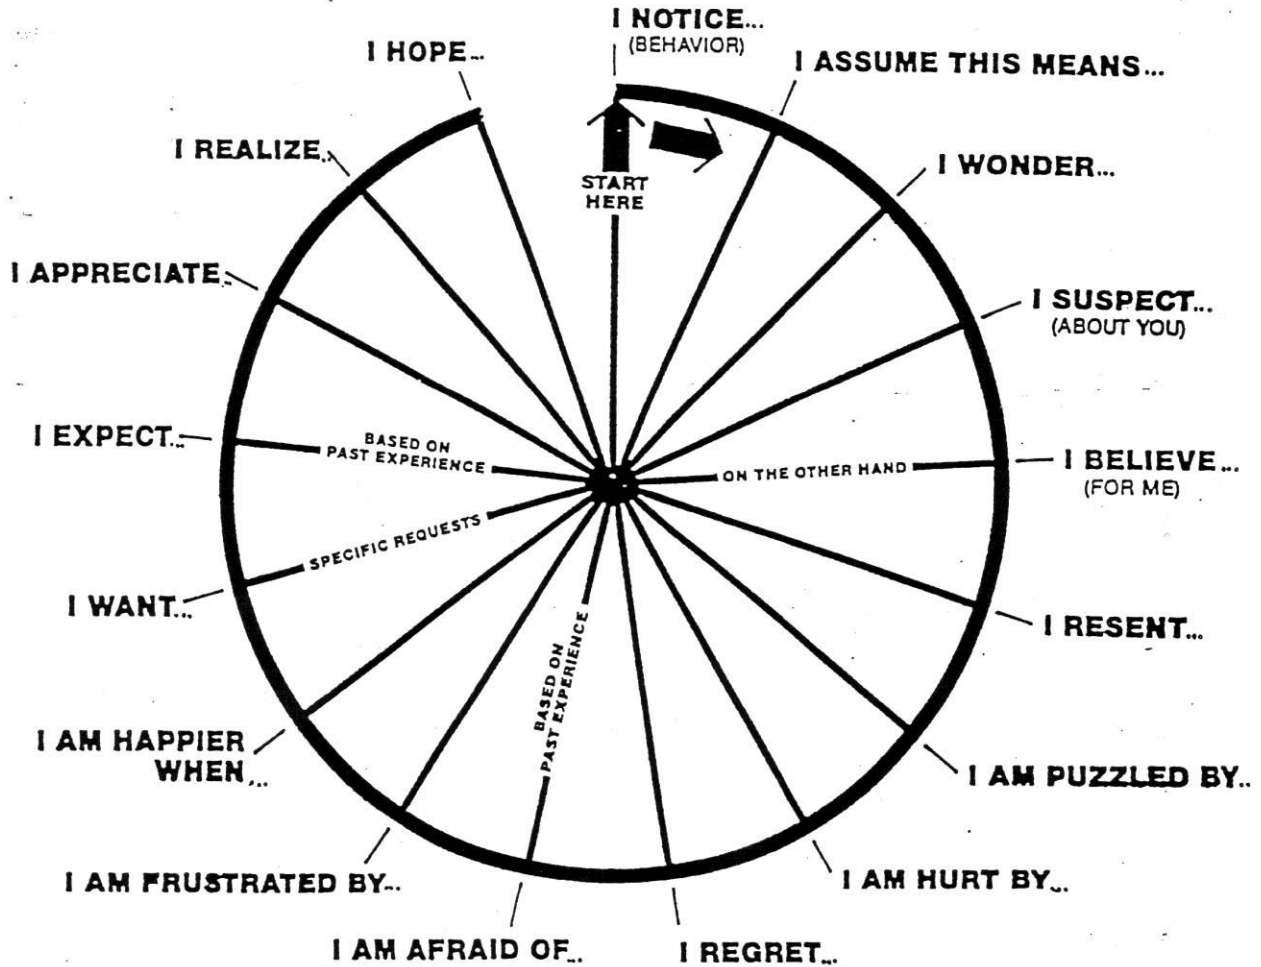 I NOTICE...
(BEHAVIOR)
I ASSUME THIS MEANS...
I WONDER...
I SUSPECT...
(ABOUT YOU)
I BELIEVE...
(FOR ME)
I RESENT...
I AM PUZZLED BY..
I AM HURT BY...
I REGRET...
I AM AFRAID OF...
I AM FRUSTRATED BY...
I AM HAPPIER
WHEN...
I WANT...
I EXPECT...
I APPRECIATE..
I REALIZE..
I HOPE...
START
HERE
ON THE OTHER HAND
BASED ON
PAST EXPERIENCE
SPECIFIC REQUESTS
BASED ON
PAST EXPERIENCE